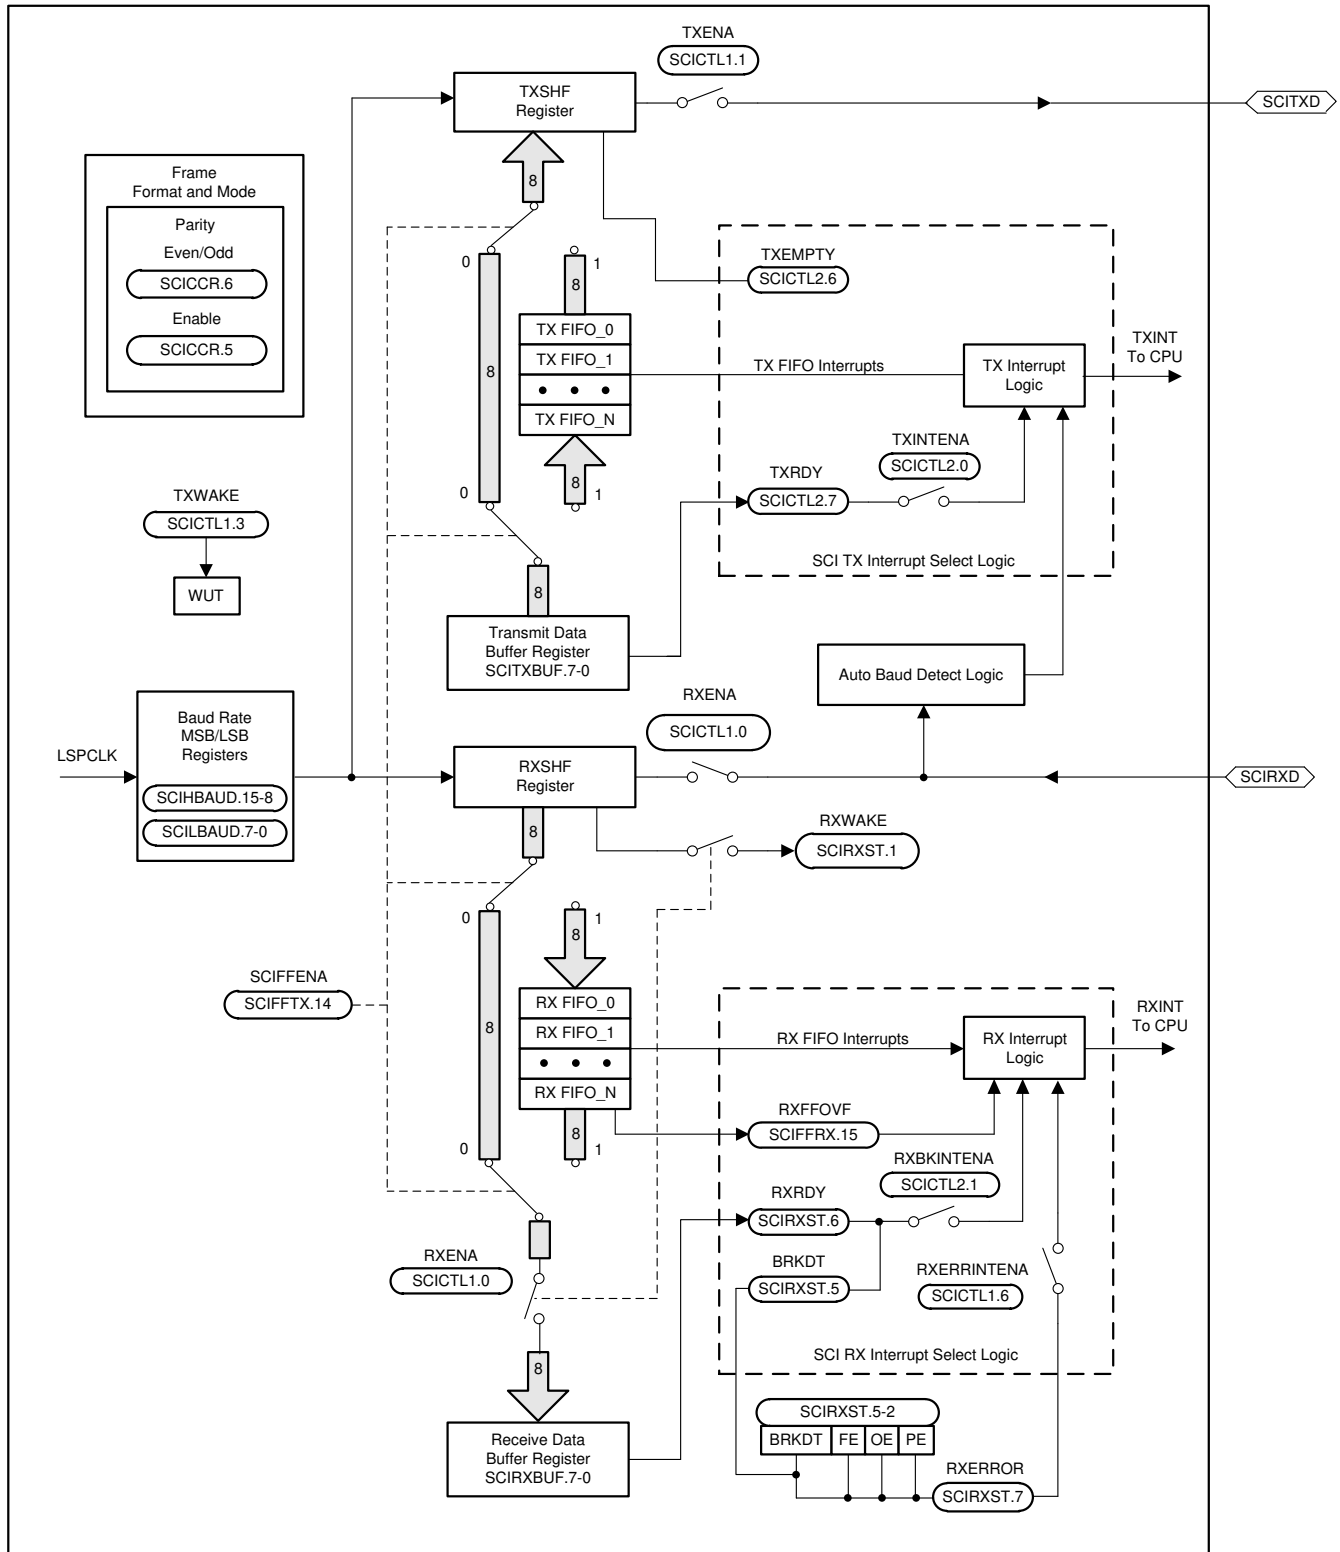 TXENA
SCICTL1.1
TXSHF
Register
SCITXD
Frame
Format and Mode
Parity
Even/Odd
SCICCR.6
Enable
SCICCR.5
8
0
1
8
8
TX FIFO_0
TX FIFO_1
TX FIFO_N
8
0
1
TXEMPTY
SCICTL2.6
TX FIFO Interrupts
TX Interrupt
Logic
TXINT
To CPU
TXINTENA
SCICTL2.0
TXRDY
SCICTL2.7
SCI TX Interrupt Select Logic
TXWAKE
SCICTL1.3
WUT
8
Transmit Data
Buffer Register
SCITXBUF.7-0
Auto Baud Detect Logic
RXENA
SCICTL1.0
LSPCLK
Baud Rate
MSB/LSB
Registers
SCIHBAUD.15-8
SCILBAUD.7-0
RXSHF
Register
SCIRXD
8
RXWAKE
SCIRXST.1
0
1
8
SCIFFENA
SCIFFTX.14
8
RX FIFO_0
RX FIFO_1
RX FIFO_N
8
0
1
RX FIFO Interrupts
RX Interrupt
Logic
RXINT
To CPU
RXFFOVF
SCIFFRX.15
RXBKINTENA
SCICTL2.1
RXRDY
SCIRXST.6
BRKDT
SCIRXST.5
RXERRINTENA
SCICTL1.6
SCI RX Interrupt Select Logic
RXENA
SCICTL1.0
8
Receive Data
Buffer Register
SCIRXBUF.7-0
SCIRXST.5-2
BRKDT FE OE PE
RXERROR
SCIRXST.7